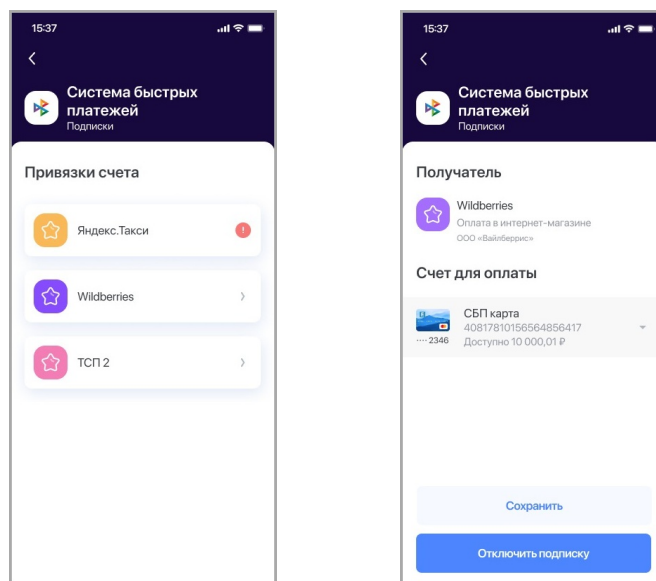 15:37
Система быстрых
платежей
Подписки
Привязки счета
Яндекс.Такси
Wildberries
ТСП 2
15:37
Система быстрых
платежей
Подписки
Получатель
Wildberries
Оплата в интернет-магазине
ООО «Вайлберрис»
Счет для оплаты
СБП карта
40817810156564856417
···· 2346 Доступно 10 000,01 ₽
Сохранить
Отключить подписку